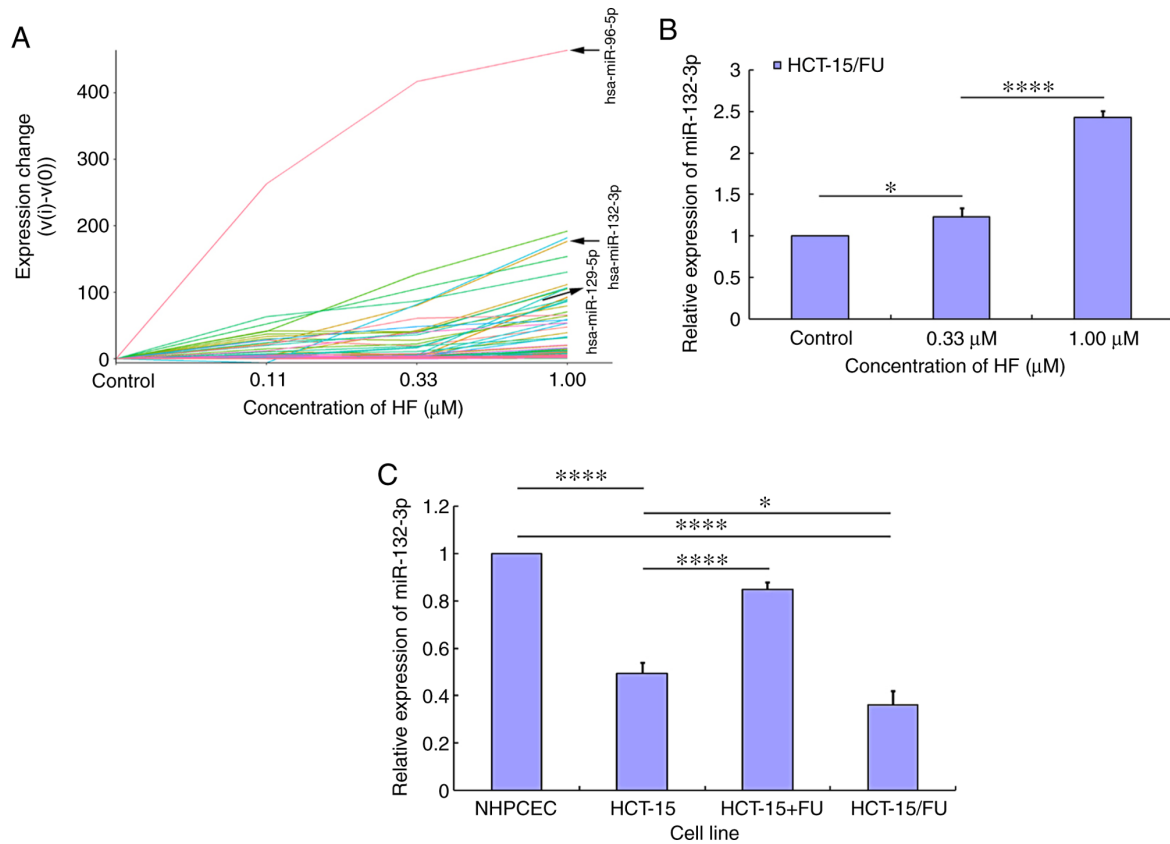 A
Expression change
(v(i)-v(0))
400
300
200
100
0
Control
0.11
0.33
1.00
Concentration of HF (μM)
hsa-miR-96-5p
hsa-miR-132-3p
hsa-miR-129-5p
B
Relative expression of miR-132-3p
HCT-15/FU
3
2.5
2
1.5
1
0.5
0
*
****
Control
0.33 μM
1.00 μM
Concentration of HF (μM)
C
Relative expression of miR-132-3p
1.2
1
0.8
0.6
0.4
0.2
0
****
*
****
****
NHPCEC
HCT-15
HCT-15+FU
HCT-15/FU
Cell line